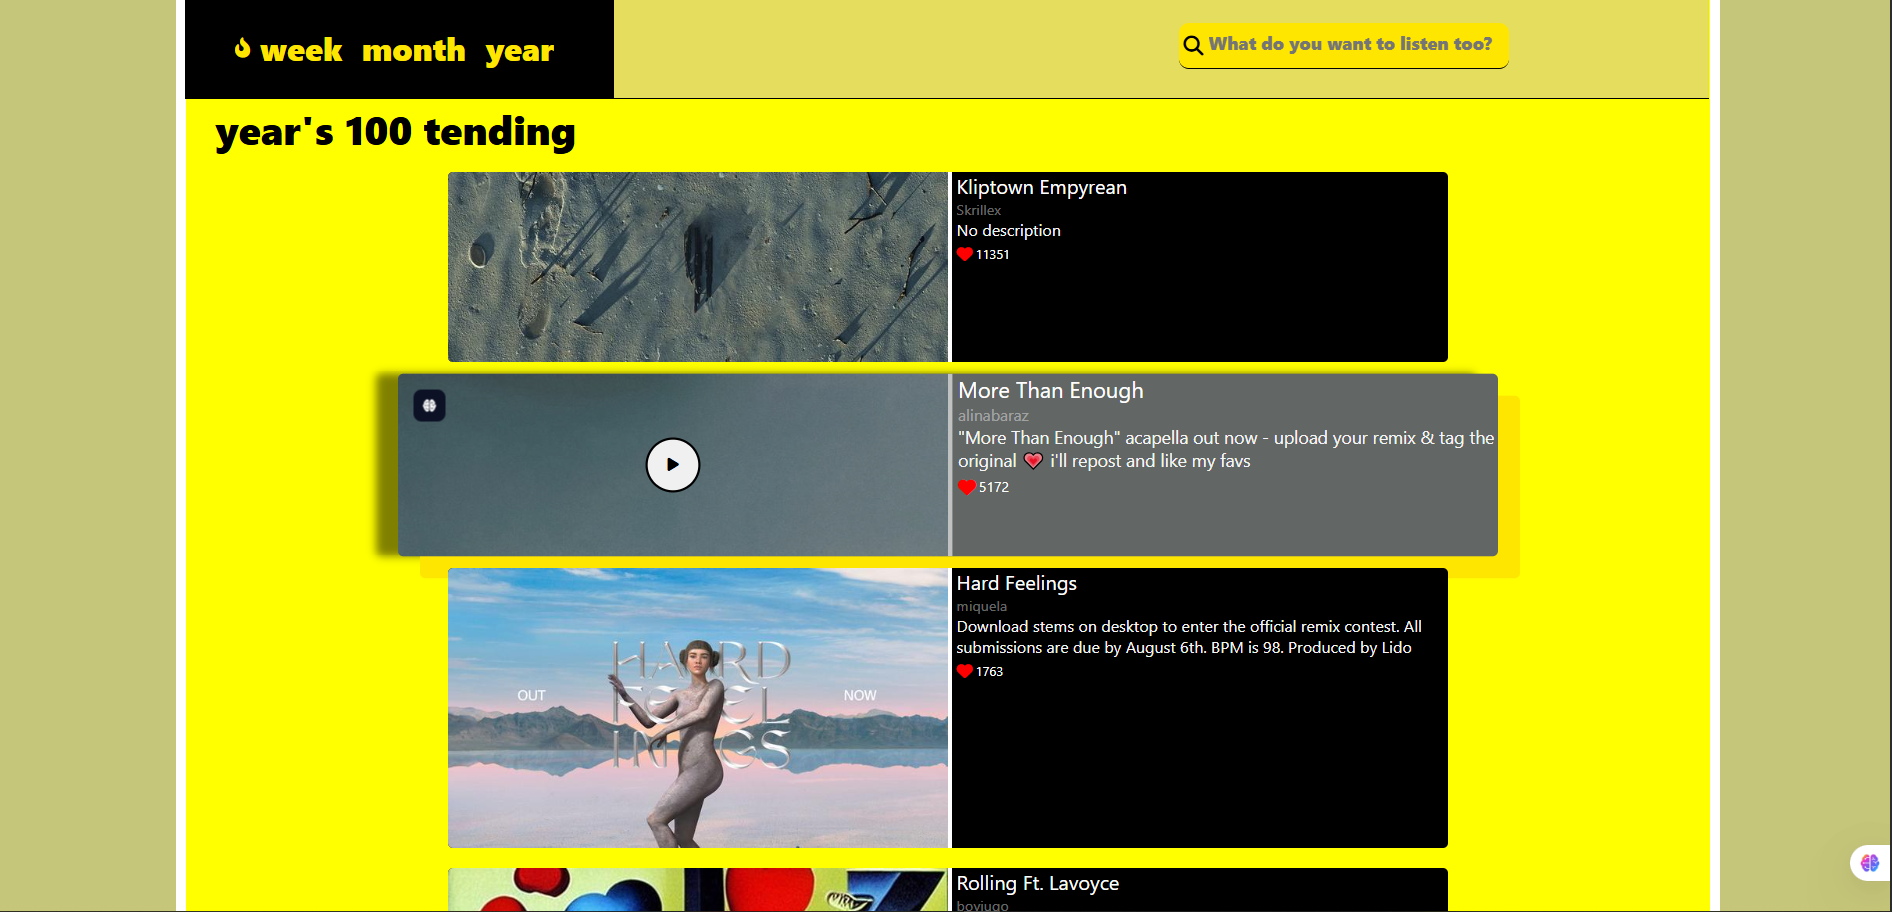 week month year
What do you want to listen too?
year's 100 tending
Kliptown Empyrean
Skrillex
No description
11351
More Than Enough
alinabaraz
"More Than Enough" acapella out now - upload your remix & tag the
original 💗 i'll repost and like my favs
5172
HARD
FEEL
INGS
OUT
NOW
Hard Feelings
miquela
Download stems on desktop to enter the official remix contest. All
submissions are due by August 6th. BPM is 98. Produced by Lido
1763
Rolling Ft. Lavoyce
boyjugo